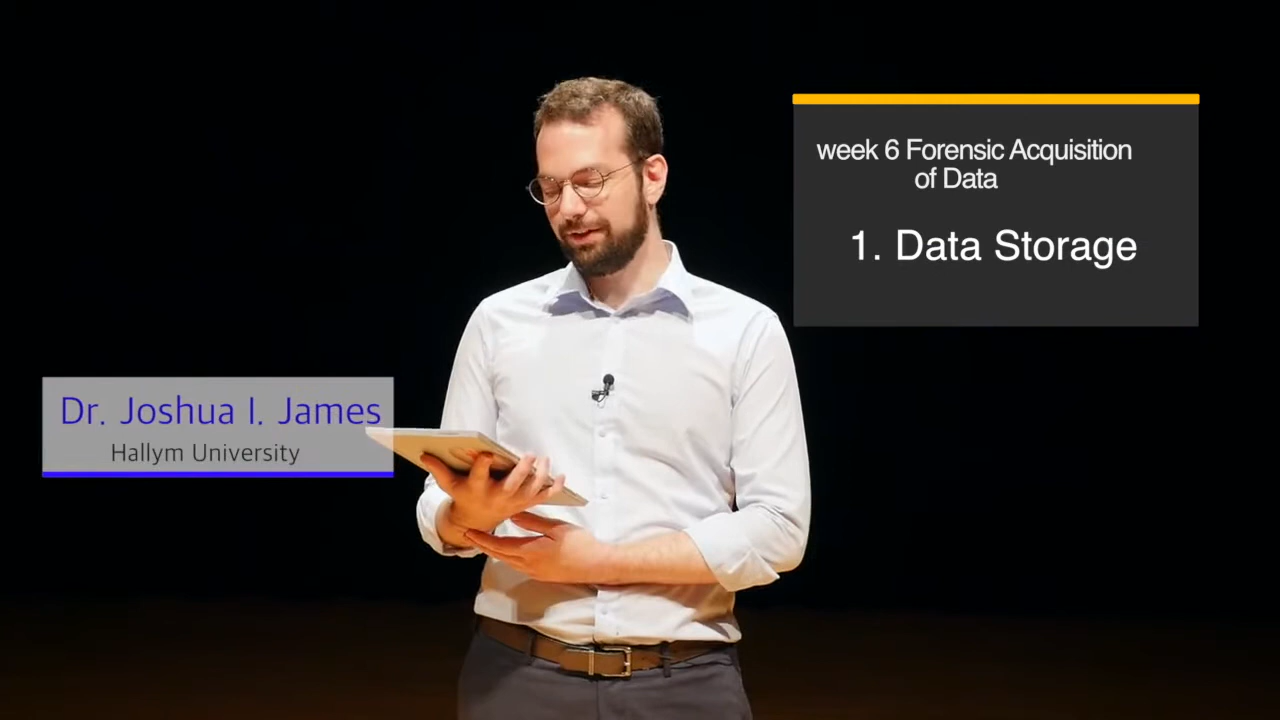 week 6 Forensic Acquisition
of Data
1. Data Storage
Dr. Joshua I. James
Hallym University